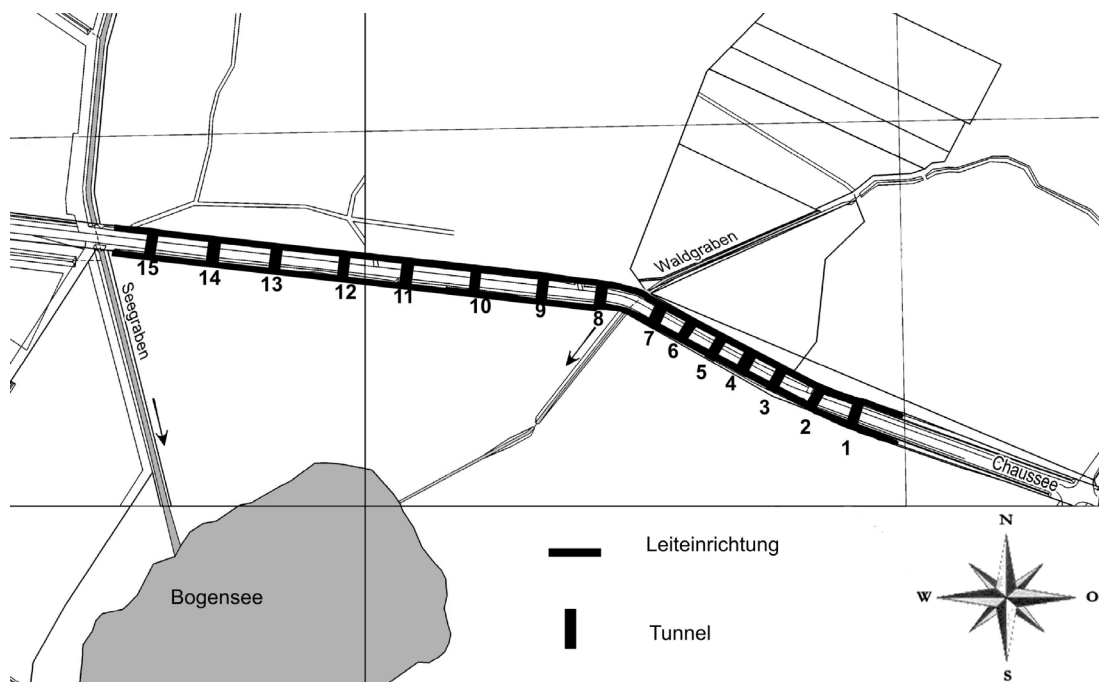 Waldgraben
Seegraben
15
14
13
12
11
10
9
8
7
6
5
4
3
2
1
Chaussee
Bogensee
Leiteinrichtung
Tunnel
N
W
O
S